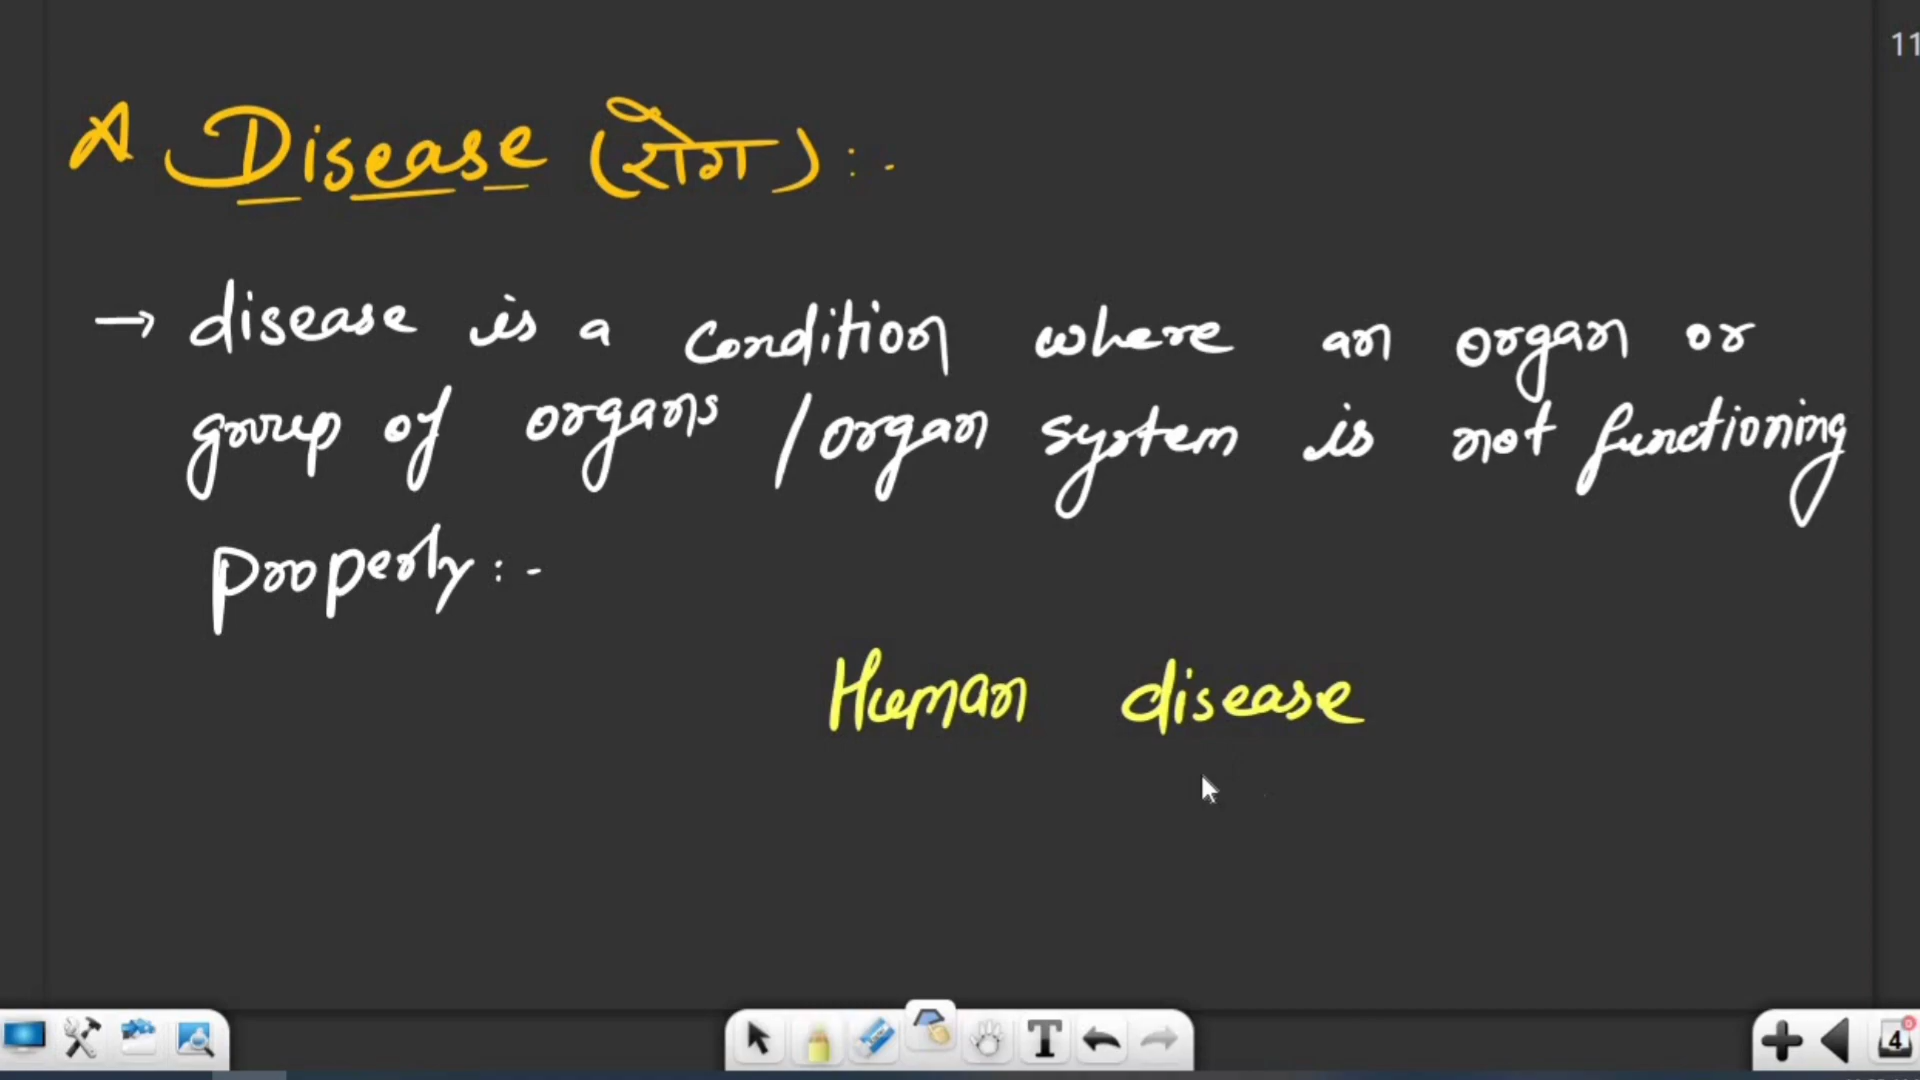 11
☆ Disease (रोग) :-
→ disease is a condition where an organ or
group of organs / organ system is not functioning
properly :-
Human disease
T
4